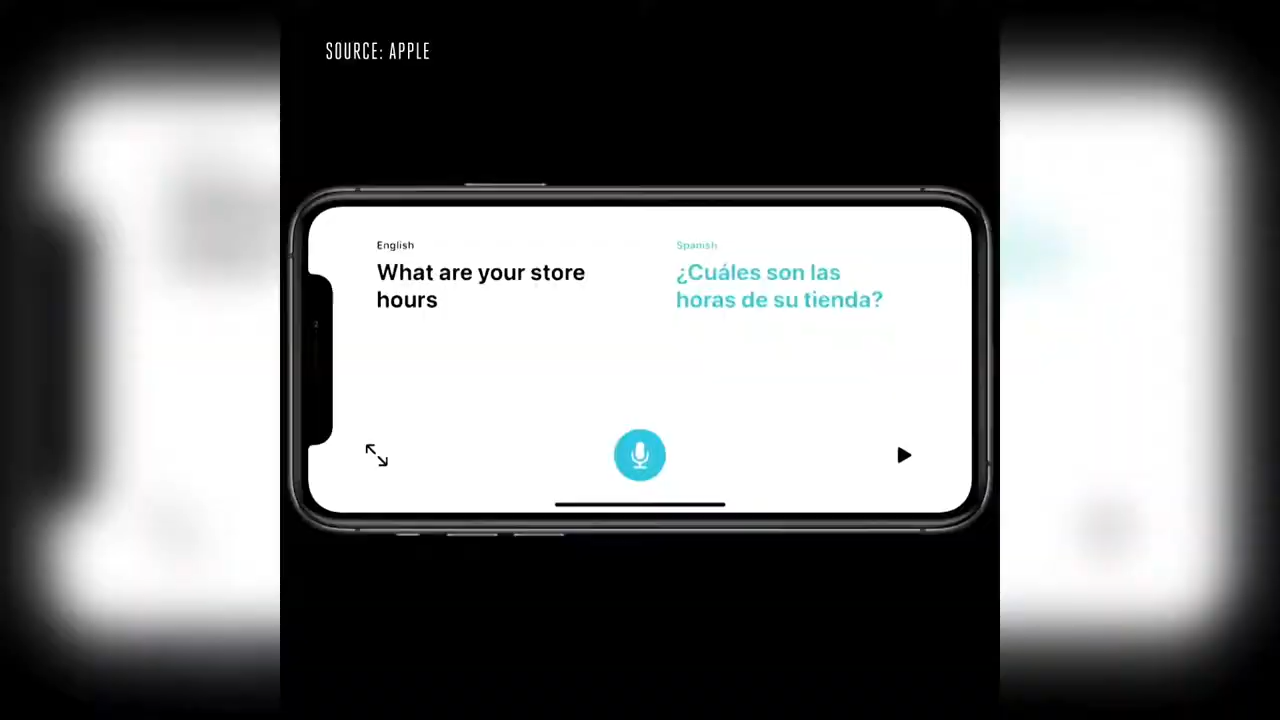 SOURCE: APPLE
English
What are your store
hours
Spanish
¿Cuáles son las
horas de su tienda?